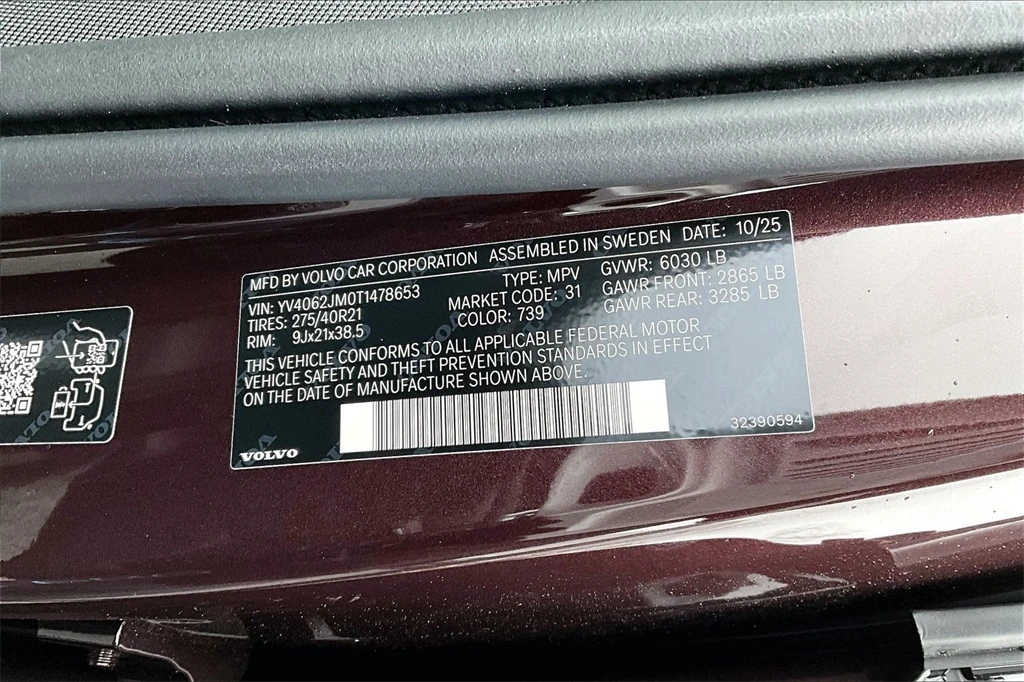 MFD BY VOLVO CAR CORPORATION ASSEMBLED IN SWEDEN DATE: 10/25
VIN: YV4062JM0T1478653 TYPE: MPV GVWR: 6030 LB
TIRES: 275/40R21 MARKET CODE: 31 GAWR FRONT: 2865 LB
RIM: 9Jx21x38.5 COLOR: 739 GAWR REAR: 3285 LB
THIS VEHICLE CONFORMS TO ALL APPLICABLE FEDERAL MOTOR
VEHICLE SAFETY AND THEFT PREVENTION STANDARDS IN EFFECT
ON THE DATE OF MANUFACTURE SHOWN ABOVE.
VOLVO
32390594